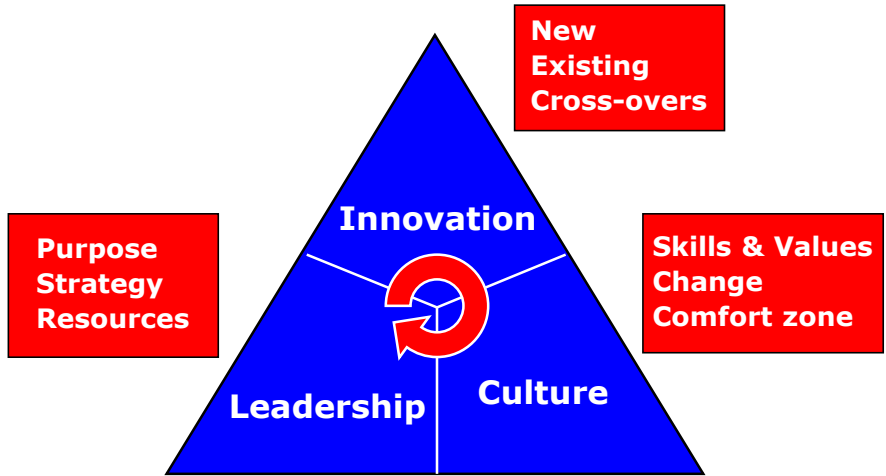 New
Existing
Cross-overs
Innovation
Purpose
Strategy
Resources
Skills & Values
Change
Comfort zone
Leadership
Culture